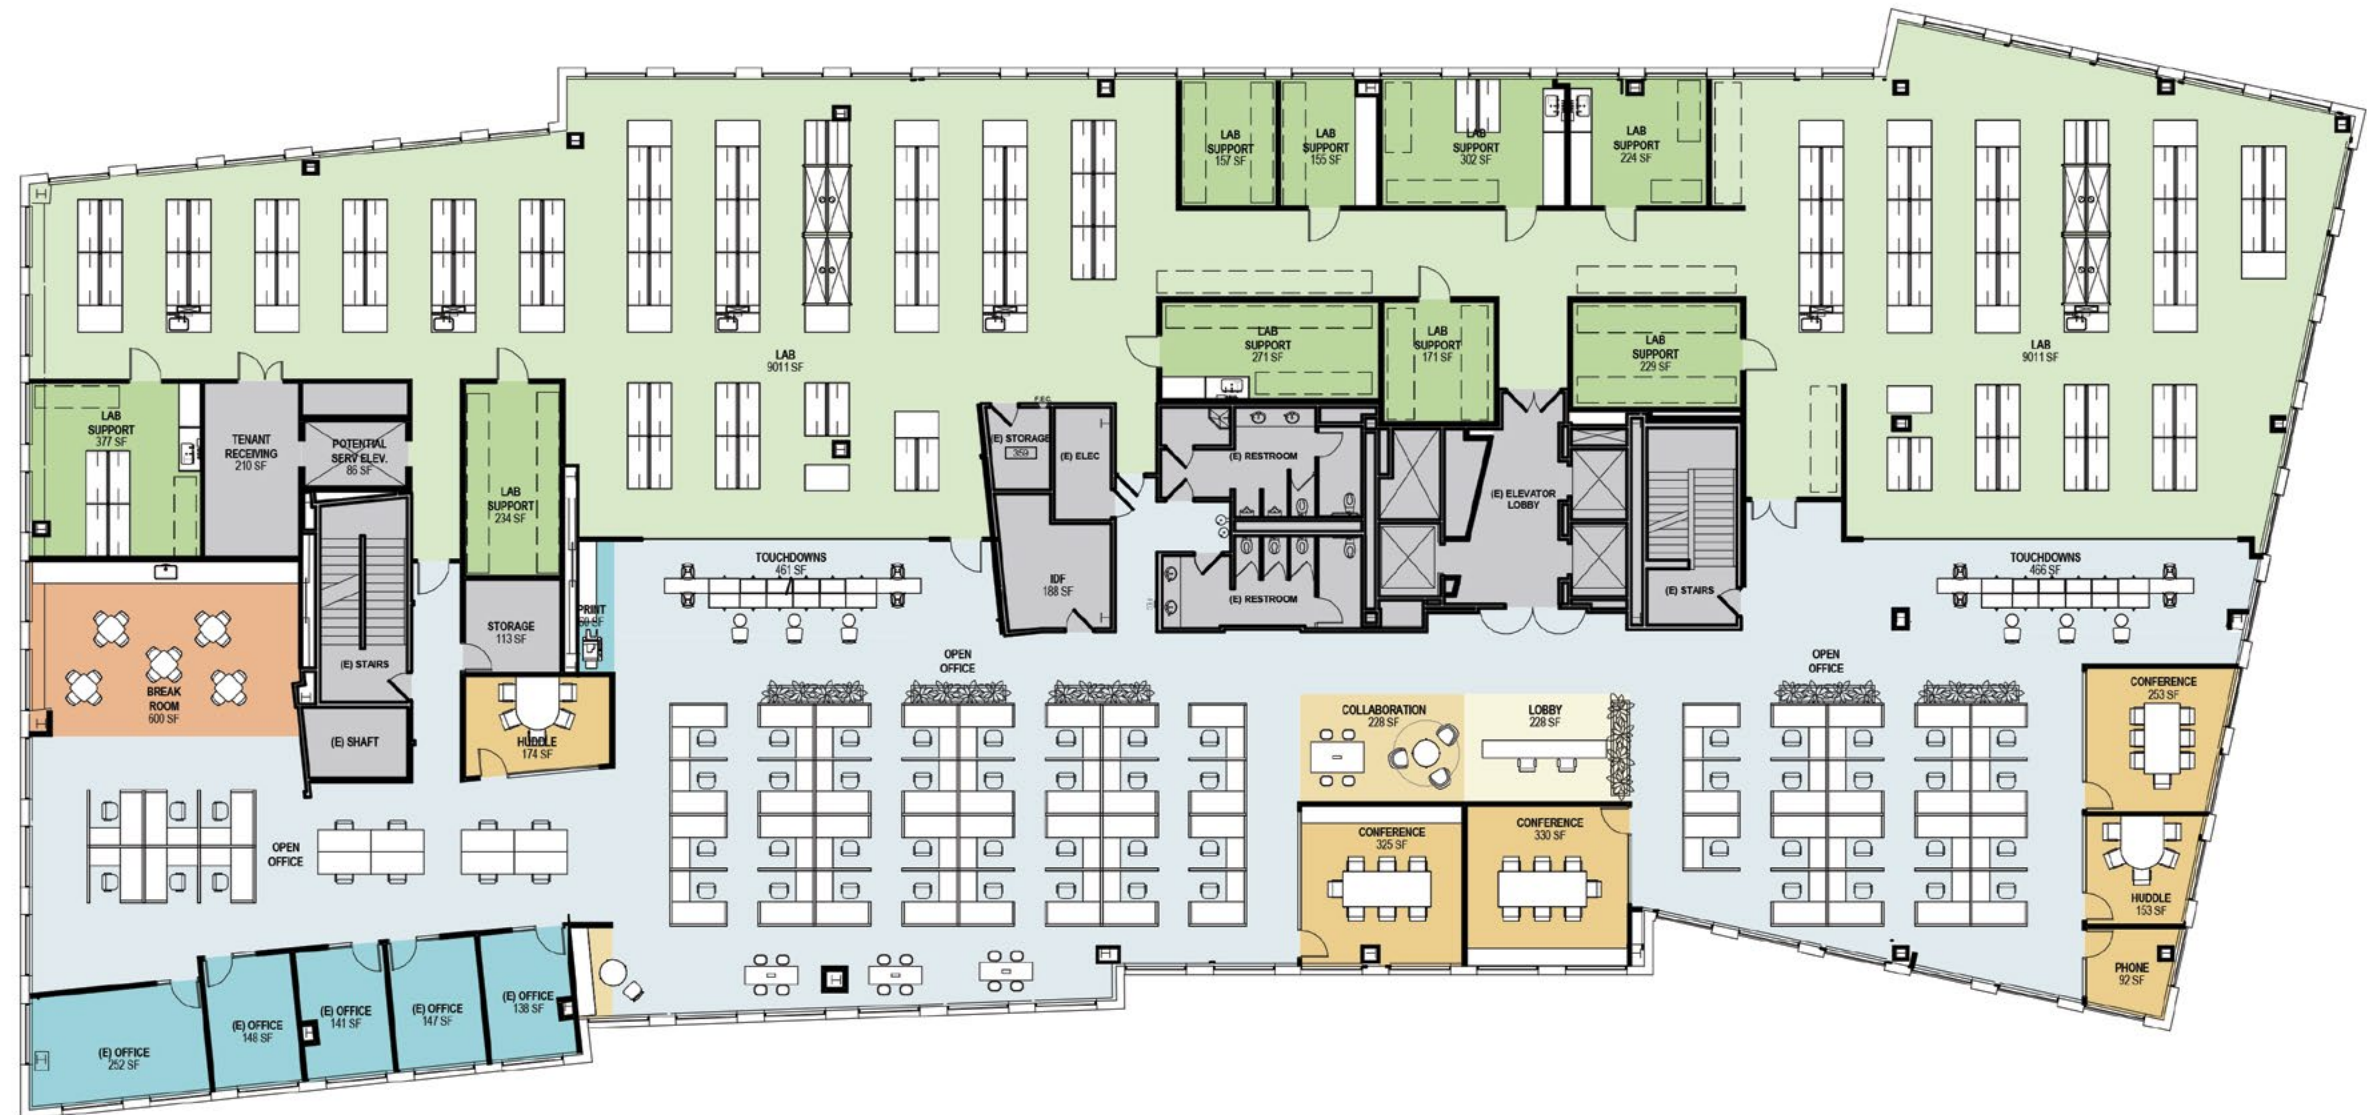 LAB
SUPPORT
157 SF
LAB
SUPPORT
155 SF
LAB
SUPPORT
302 SF
LAB
SUPPORT
224 SF
LAB
9011 SF
LAB
SUPPORT
271 SF
LAB
SUPPORT
171 SF
LAB
SUPPORT
229 SF
LAB
9011 SF
LAB
SUPPORT
377 SF
TENANT
RECEIVING
210 SF
POTENTIAL
SERV ELEV.
86 SF
LAB
SUPPORT
234 SF
F.E.C.
(E) STORAGE
359
(E) ELEC
(E) RESTROOM
(E) ELEVATOR
LOBBY
TOUCHDOWNS
461 SF
IDF
188 SF
(E) RESTROOM
(E) STAIRS
TOUCHDOWNS
466 SF
PRINT
STORAGE
113 SF
(E) STAIRS
BREAK
ROOM
600 SF
(E) SHAFT
HUDDLE
174 SF
OPEN
OFFICE
COLLABORATION
228 SF
LOBBY
228 SF
OPEN
OFFICE
CONFERENCE
253 SF
OPEN
OFFICE
CONFERENCE
325 SF
CONFERENCE
330 SF
HUDDLE
153 SF
PHONE
92 SF
(E) OFFICE
252 SF
(E) OFFICE
148 SF
(E) OFFICE
141 SF
(E) OFFICE
147 SF
(E) OFFICE
138 SF